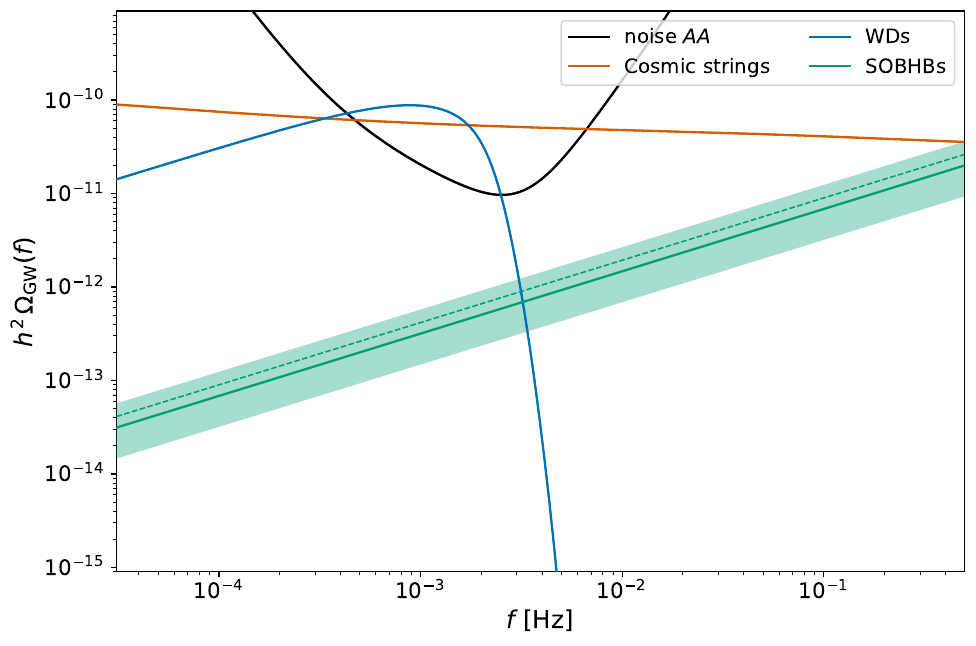 noise AA
Cosmic strings
WDs
SOBHBs
10⁻¹⁰
10⁻¹¹
10⁻¹²
10⁻¹³
10⁻¹⁴
10⁻¹⁵
h² Ω_GW(f)
10⁻⁴ 10⁻³ 10⁻² 10⁻¹
f [Hz]